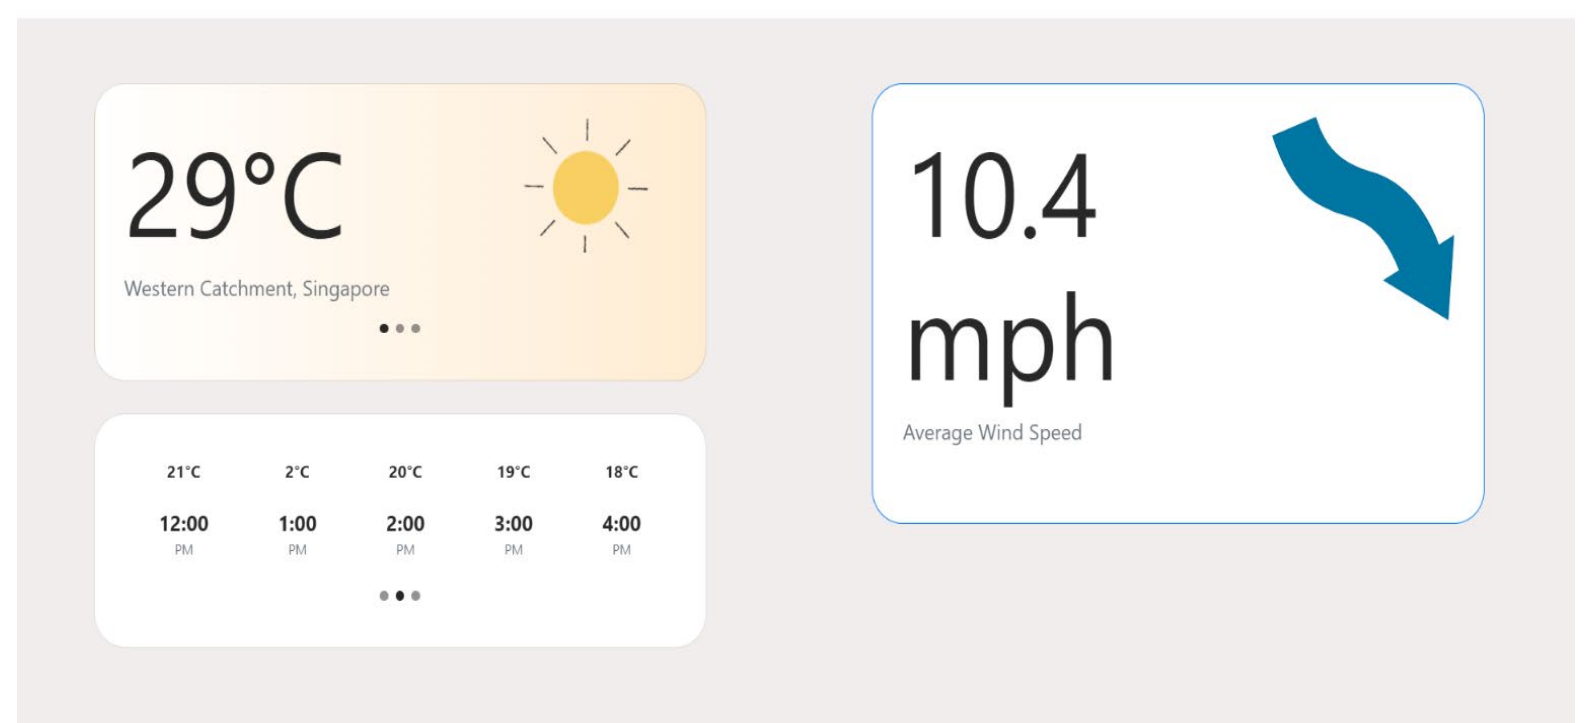 29°C
Western Catchment, Singapore
21°C 2°C 20°C 19°C 18°C
12:00 1:00 2:00 3:00 4:00
PM PM PM PM PM
10.4
mph
Average Wind Speed